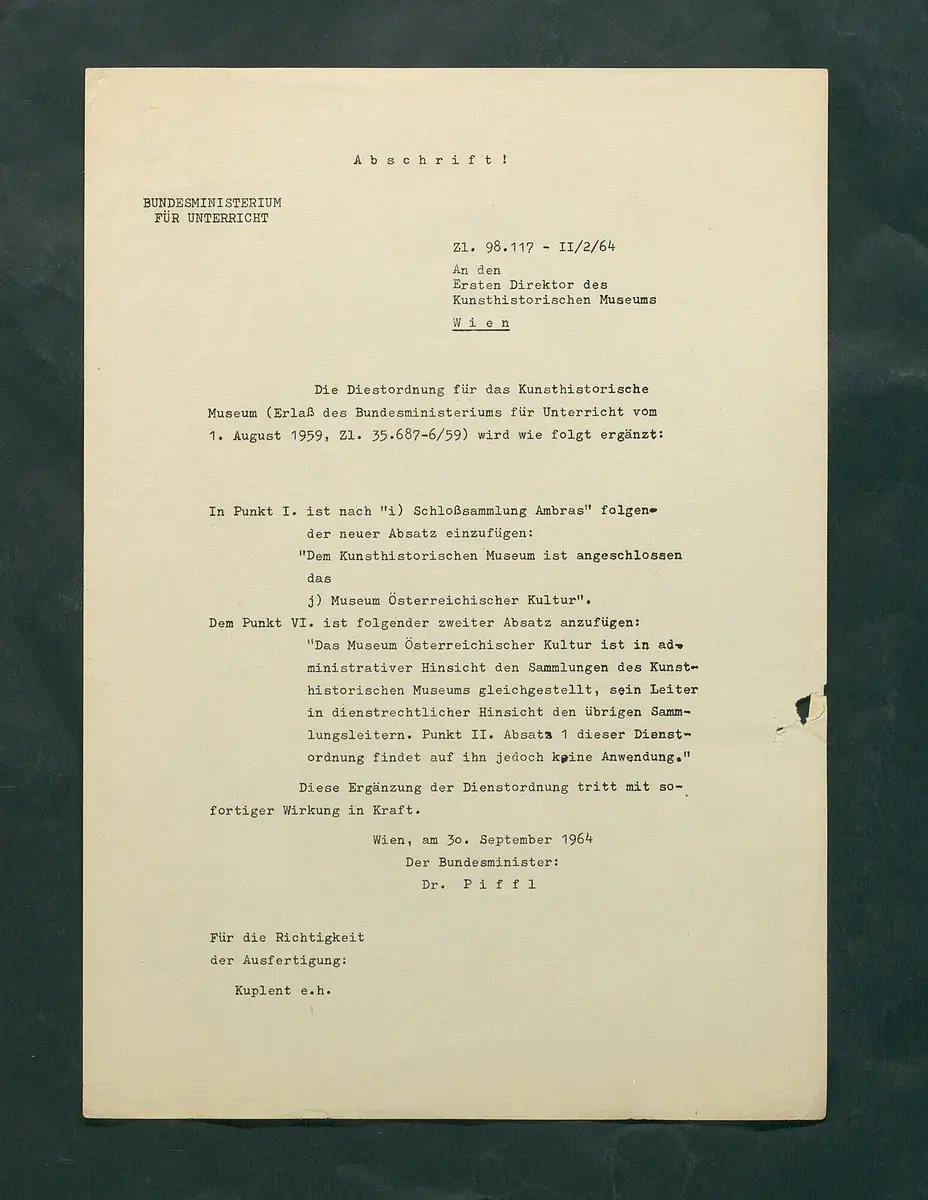 A b s c h r i f t !
BUNDESMINISTERIUM
FÜR UNTERRICHT
Zl. 98.117 - II/2/64
An den
Ersten Direktor des
Kunsthistorischen Museums
W i e n
Die Diestordnung für das Kunsthistorische
Museum (Erlaß des Bundesministeriums für Unterricht vom
1. August 1959, Zl. 35.687-6/59) wird wie folgt ergänzt:
In Punkt I. ist nach "i) Schloßsammlung Ambras" folgen-
der neuer Absatz einzufügen:
"Dem Kunsthistorischen Museum ist angeschlossen
das
j) Museum Österreichischer Kultur".
Dem Punkt VI. ist folgender zweiter Absatz anzufügen:
"Das Museum Österreichischer Kultur ist in ad-
ministrativer Hinsicht den Sammlungen des Kunst-
historischen Museums gleichgestellt, sein Leiter
in dienstrechtlicher Hinsicht den übrigen Samm-
lungsleitern. Punkt II. Absatz 1 dieser Dienst-
ordnung findet auf ihn jedoch keine Anwendung."
Diese Ergänzung der Dienstordnung tritt mit so-
fortiger Wirkung in Kraft.
Wien, am 3o. September 1964
Der Bundesminister:
Dr. P i f f l
Für die Richtigkeit
der Ausfertigung:
Kuplent e.h.